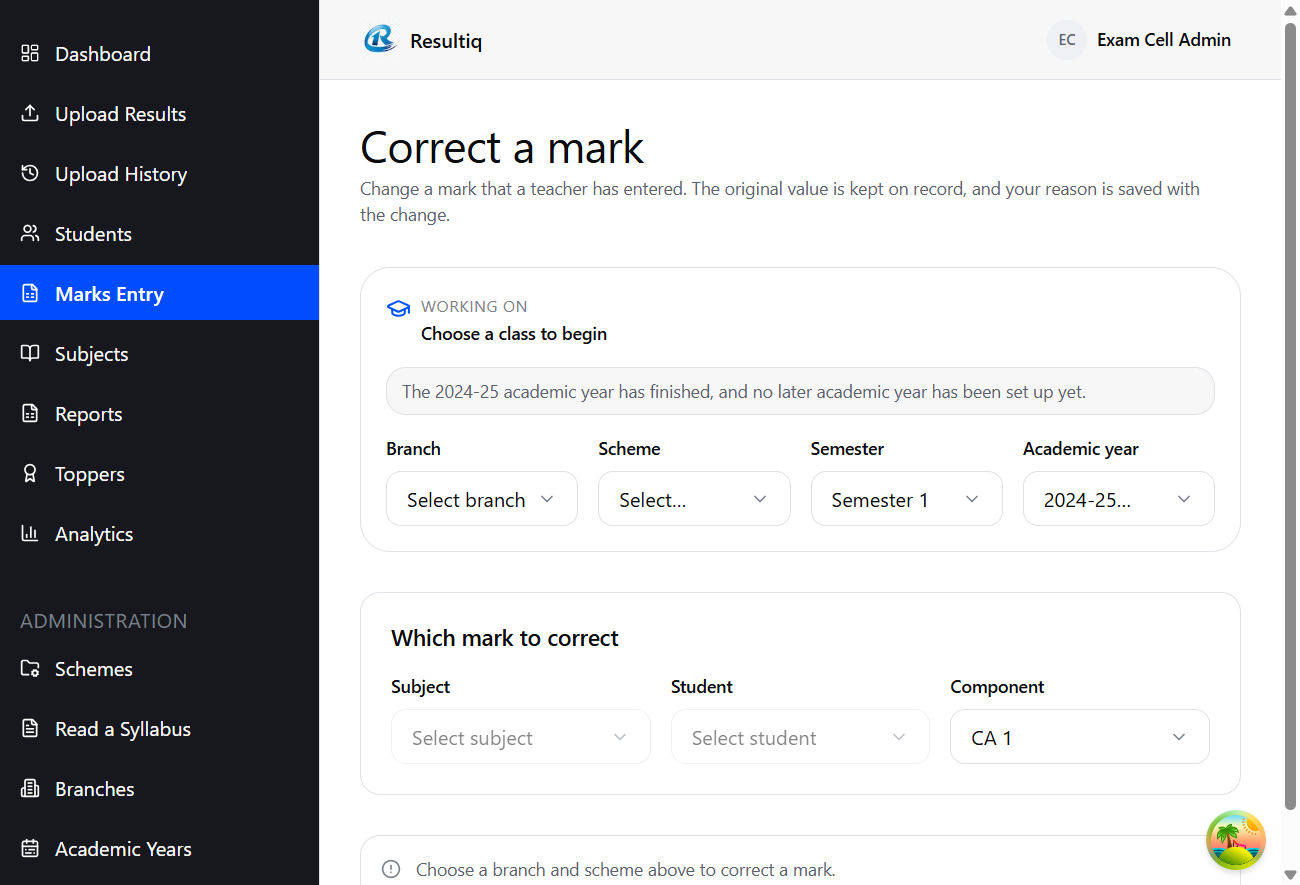 Dashboard
Upload Results
Upload History
Students
Marks Entry
Subjects
Reports
Toppers
Analytics
ADMINISTRATION
Schemes
Read a Syllabus
Branches
Academic Years
Resultiq
EC
Exam Cell Admin
Correct a mark
Change a mark that a teacher has entered. The original value is kept on record, and your reason is saved with
the change.
WORKING ON
Choose a class to begin
The 2024-25 academic year has finished, and no later academic year has been set up yet.
Branch Scheme Semester Academic year
Select branch Select... Semester 1 2024-25...
Which mark to correct
Subject Student Component
Select subject Select student CA 1
Choose a branch and scheme above to correct a mark.